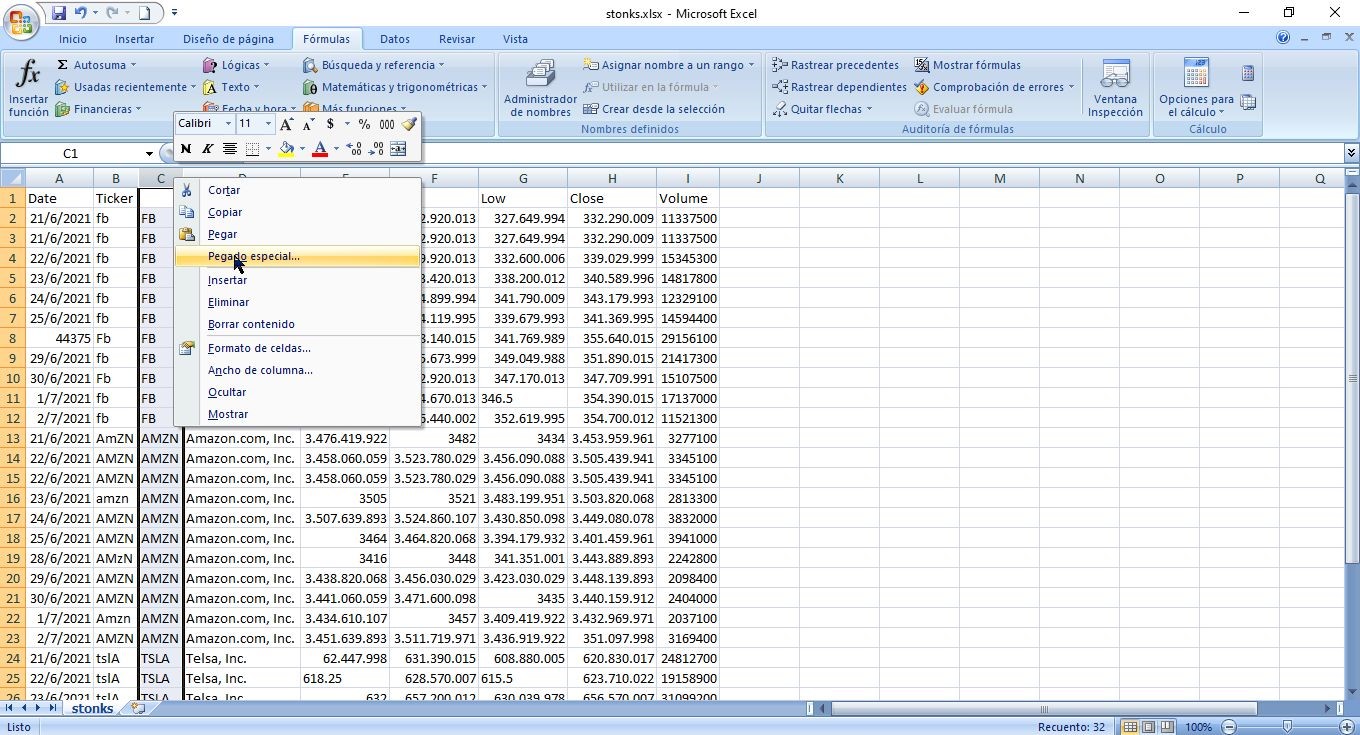 stonks.xlsx - Microsoft Excel
Inicio Insertar Diseño de página Fórmulas Datos Revisar Vista
fx Insertar función
Σ Autosuma
Usadas recientemente
Financieras
Lógicas
Texto
Fecha y hora
Búsqueda y referencia
Matemáticas y trigonométricas
Más funciones
Administrador de nombres
Asignar nombre a un rango
Utilizar en la fórmula
Crear desde la selección
Nombres definidos
Rastrear precedentes
Rastrear dependientes
Quitar flechas
Mostrar fórmulas
Comprobación de errores
Evaluar fórmula
Auditoría de fórmulas
Ventana Inspección
Opciones para el cálculo
Cálculo
Calibri 11 A A $ % 000
N K A
C1
A B C D E F G H I J K L M N O P Q
1 Date Ticker Low Close Volume
2 21/6/2021 fb FB 2.920.013 327.649.994 332.290.009 11337500
3 21/6/2021 fb FB 2.920.013 327.649.994 332.290.009 11337500
4 22/6/2021 fb FB 9.920.013 332.600.006 339.029.999 15345300
5 23/6/2021 fb FB 3.420.013 338.200.012 340.589.996 14817800
6 24/6/2021 fb FB 4.899.994 341.790.009 343.179.993 12329100
7 25/6/2021 fb FB 4.119.995 339.679.993 341.369.995 14594400
8 44375 Fb FB 3.140.015 341.769.989 355.640.015 29156100
9 29/6/2021 fb FB 5.673.999 349.049.988 351.890.015 21417300
10 30/6/2021 Fb FB 2.920.013 347.170.013 347.709.991 15107500
11 1/7/2021 fb FB 4.670.013 346.5 354.390.015 17137000
12 2/7/2021 fb FB 5.440.002 352.619.995 354.700.012 11521300
13 21/6/2021 AmZN AMZN Amazon.com, Inc. 3.476.419.922 3482 3434 3.453.959.961 3277100
14 22/6/2021 AMZN AMZN Amazon.com, Inc. 3.458.060.059 3.523.780.029 3.456.090.088 3.505.439.941 3345100
15 22/6/2021 AMZN AMZN Amazon.com, Inc. 3.458.060.059 3.523.780.029 3.456.090.088 3.505.439.941 3345100
16 23/6/2021 amzn AMZN Amazon.com, Inc. 3505 3521 3.483.199.951 3.503.820.068 2813300
17 24/6/2021 AMZN AMZN Amazon.com, Inc. 3.507.639.893 3.524.860.107 3.430.850.098 3.449.080.078 3832000
18 25/6/2021 AMZN AMZN Amazon.com, Inc. 3464 3.464.820.068 3.394.179.932 3.401.459.961 3941000
19 28/6/2021 AMzN AMZN Amazon.com, Inc. 3416 3448 341.351.001 3.443.889.893 2242800
20 29/6/2021 AMZN AMZN Amazon.com, Inc. 3.438.820.068 3.456.030.029 3.423.030.029 3.448.139.893 2098400
21 30/6/2021 AMZN AMZN Amazon.com, Inc. 3.441.060.059 3.471.600.098 3435 3.440.159.912 2404000
22 1/7/2021 Amzn AMZN Amazon.com, Inc. 3.434.610.107 3457 3.409.419.922 3.432.969.971 2037100
23 2/7/2021 AMZN AMZN Amazon.com, Inc. 3.451.639.893 3.511.719.971 3.436.919.922 351.097.998 3169400
24 21/6/2021 tslA TSLA Telsa, Inc. 62.447.998 631.390.015 608.880.005 620.830.017 24812700
25 22/6/2021 tslA TSLA Telsa, Inc. 618.25 628.570.007 615.5 623.710.022 19158900
26 23/6/2021 tslA TSLA Telsa, Inc. 632 657.200.012 630.039.978 656.570.007 31099200
Cortar
Copiar
Pegar
Pegado especial...
Insertar
Eliminar
Borrar contenido
Formato de celdas...
Ancho de columna...
Ocultar
Mostrar
stonks
Listo Recuento: 32 100%